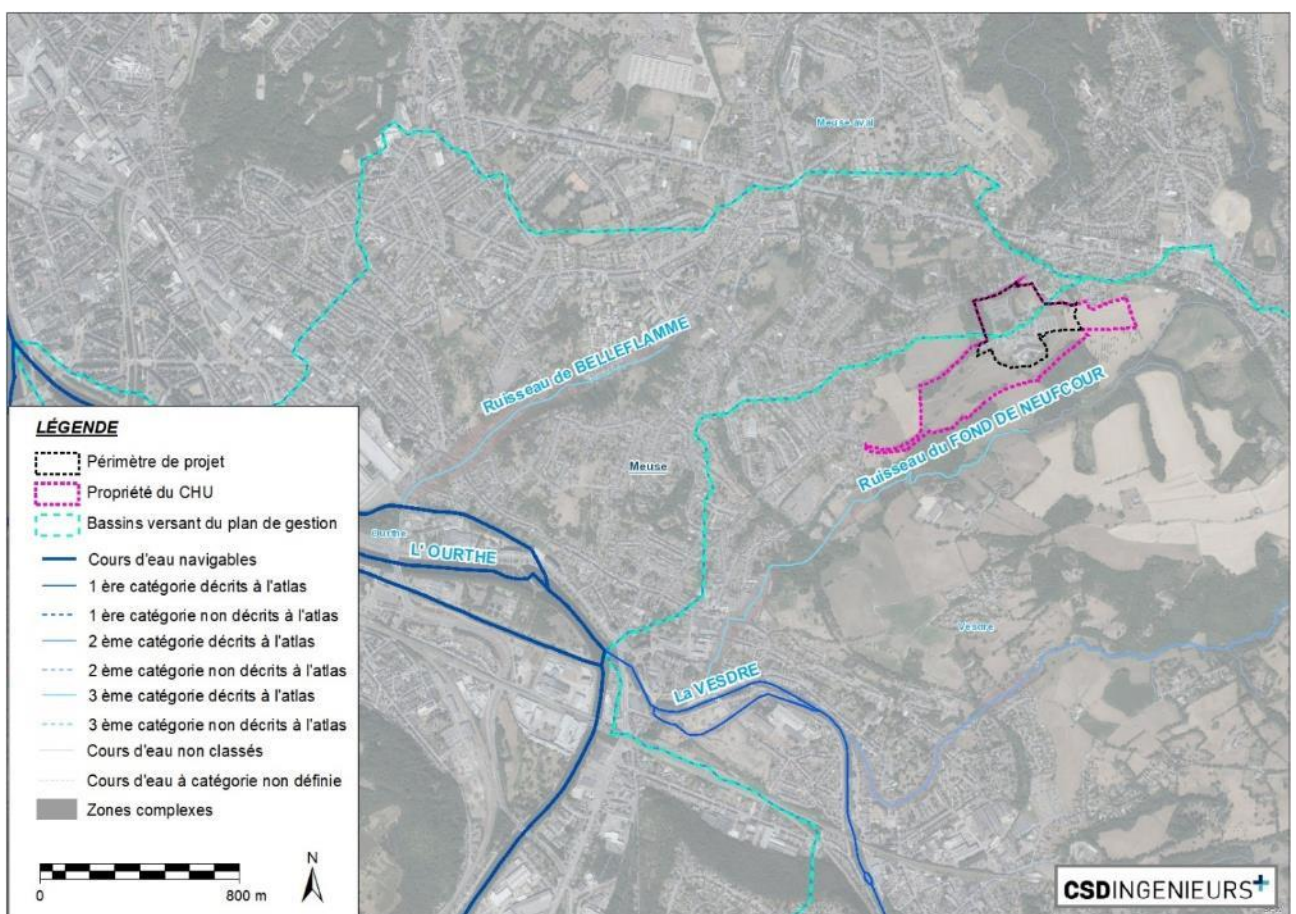 Meuse aval
Ruisseau de BELLEFLAMME
Ruisseau du FOND DE NEUFCOUR
Meuse
Ourthe
L'OURTHE
Vesdre
La VESDRE
LÉGENDE
Périmètre de projet
Propriété du CHU
Bassins versant du plan de gestion
Cours d'eau navigables
1 ère catégorie décrits à l'atlas
1 ère catégorie non décrits à l'atlas
2 ème catégorie décrits à l'atlas
2 ème catégorie non décrits à l'atlas
3 ème catégorie décrits à l'atlas
3 ème catégorie non décrits à l'atlas
Cours d'eau non classés
Cours d'eau à catégorie non définie
Zones complexes
N
0 800 m
CSDINGENIEURS+